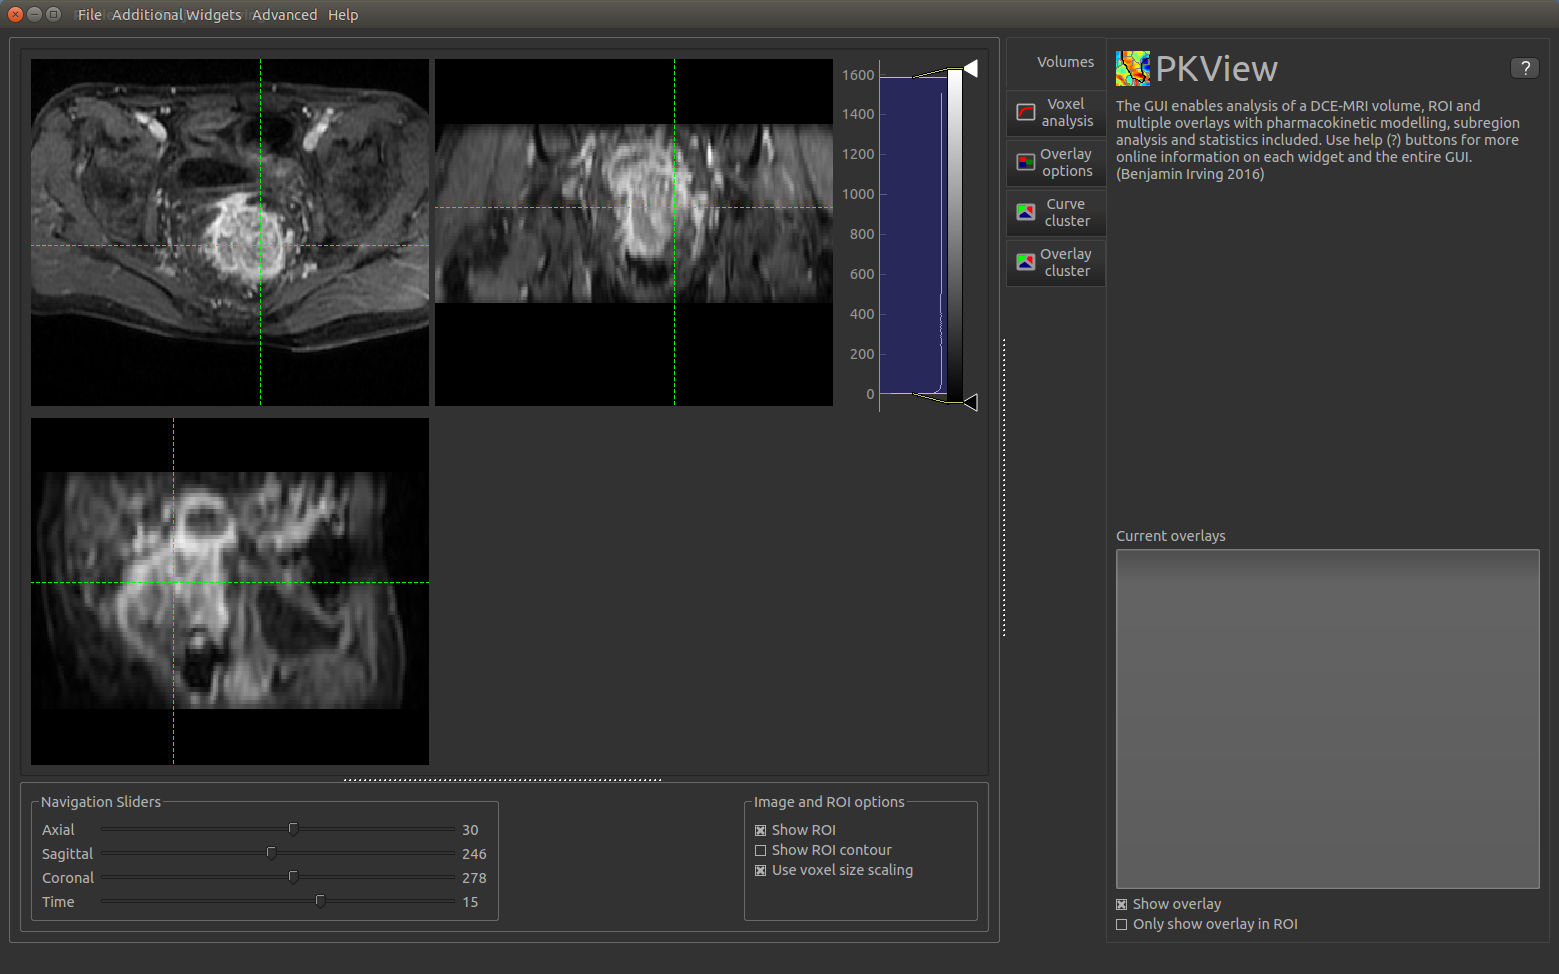 File Additional Widgets Advanced Help
1600
1400
1200
1000
800
600
400
200
0
Volumes
Voxel
analysis
Overlay
options
Curve
cluster
Overlay
cluster
PKView
?
The GUI enables analysis of a DCE-MRI volume, ROI and
multiple overlays with pharmacokinetic modelling, subregion
analysis and statistics included. Use help (?) buttons for more
online information on each widget and the entire GUI.
(Benjamin Irving 2016)
Current overlays
Show overlay
Only show overlay in ROI
Navigation Sliders
Axial 30
Sagittal 246
Coronal 278
Time 15
Image and ROI options
Show ROI
Show ROI contour
Use voxel size scaling